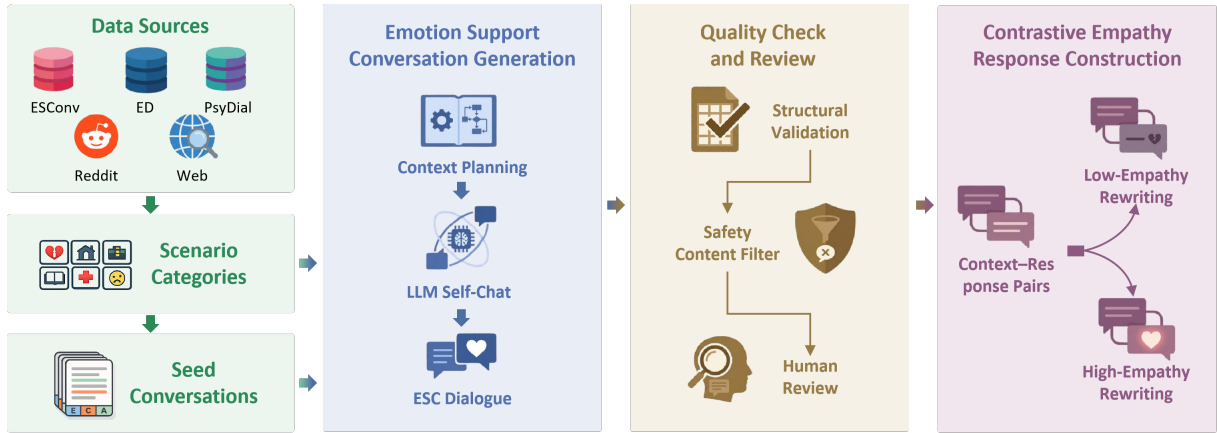 Data Sources
ESConv
ED
PsyDial
Reddit
Web
Scenario
Categories
Seed
Conversations
E C A
Emotion Support
Conversation Generation
Context Planning
LLM Self-Chat
ESC Dialogue
Quality Check
and Review
Structural
Validation
Safety
Content Filter
Human
Review
Contrastive Empathy
Response Construction
Low-Empathy
Rewriting
Context–Res
ponse Pairs
High-Empathy
Rewriting